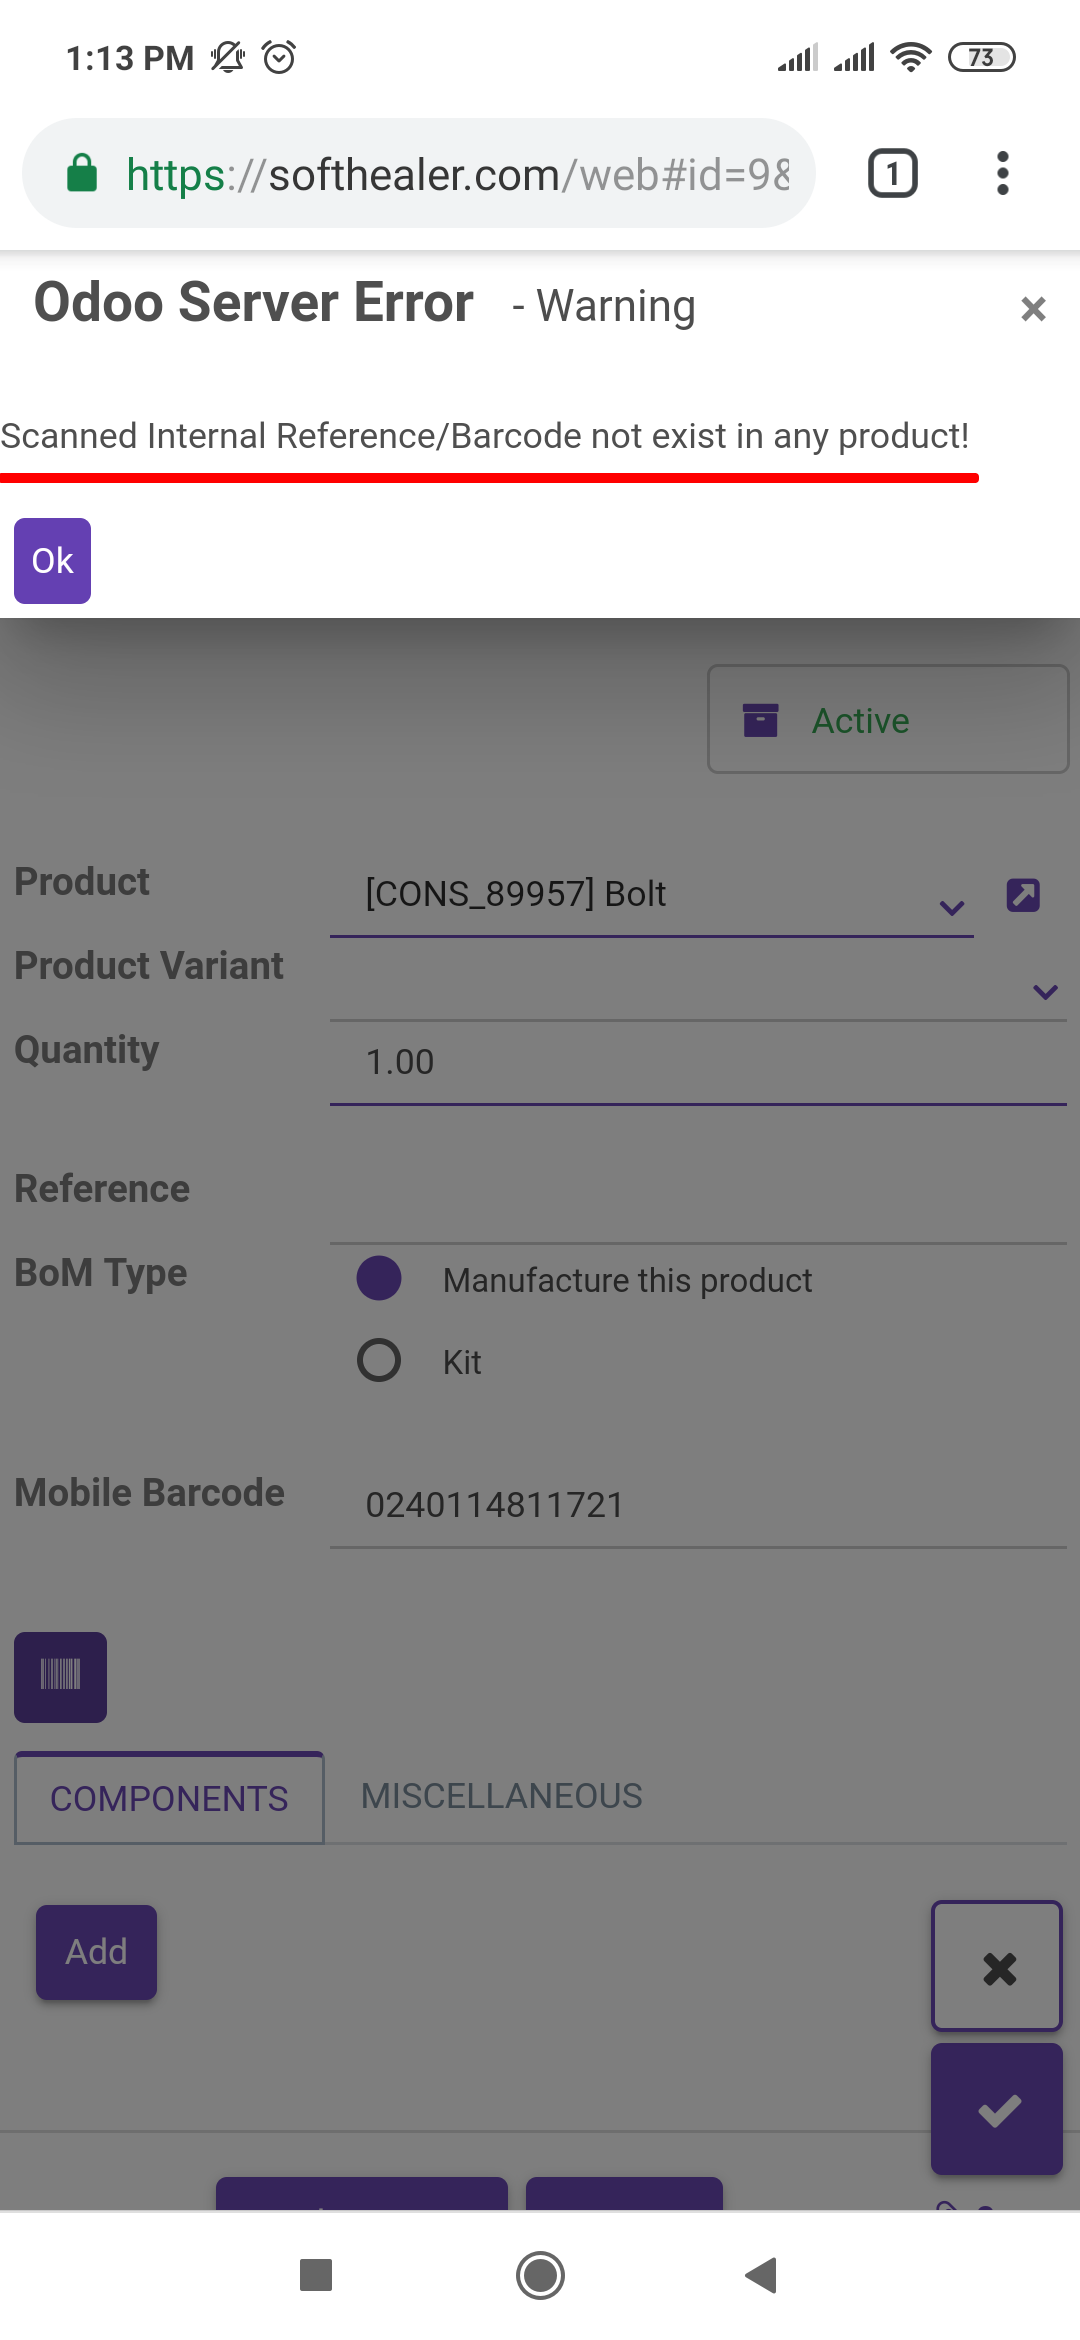 1:13 PM 73
https://softhealer.com/web#id=9& 1
Odoo Server Error - Warning ×
Scanned Internal Reference/Barcode not exist in any product!
Ok
Active
Product [CONS_89957] Bolt
Product Variant
Quantity 1.00
Reference
BoM Type Manufacture this product
Kit
Mobile Barcode 0240114811721
COMPONENTS MISCELLANEOUS
Add